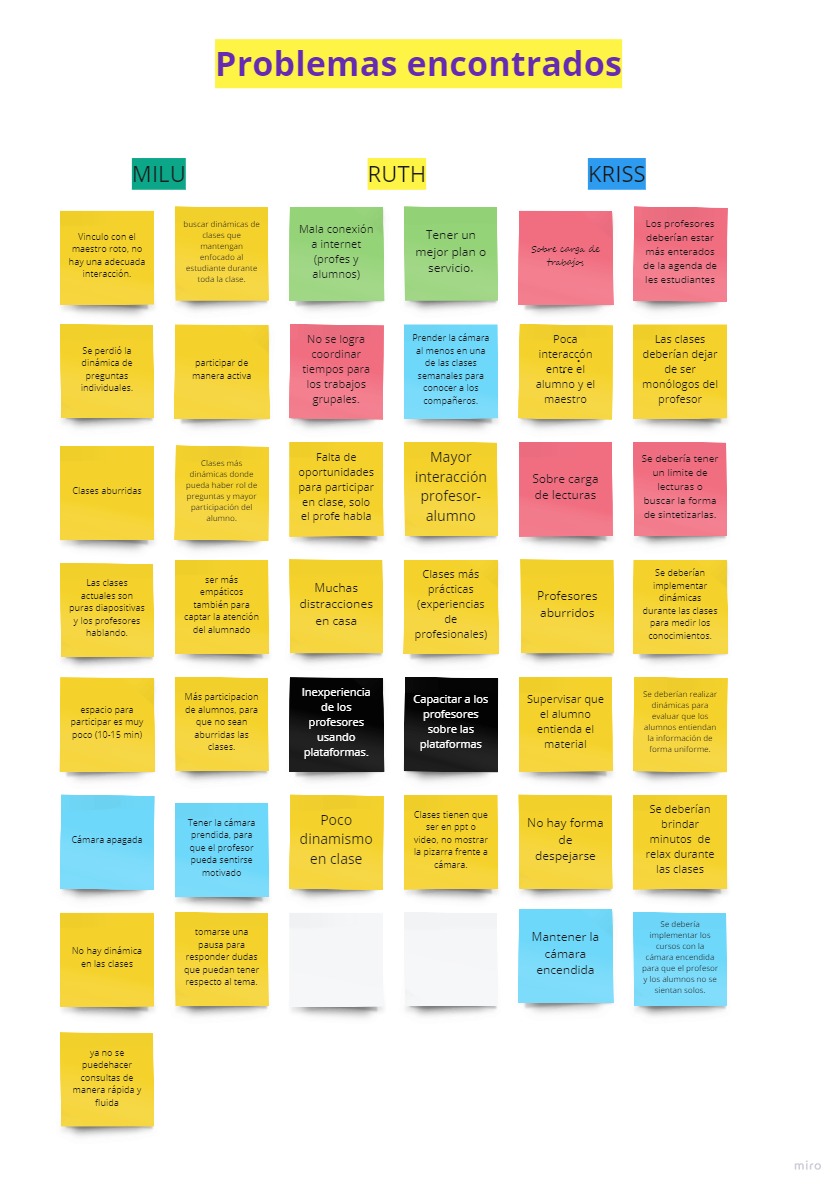 Problemas encontrados
MILU
RUTH
KRISS
Vinculo con el
maestro roto, no
hay una adecuada
interacción.
buscar dinámicas de
clases que
mantengan
enfocado al
estudiante durante
toda la clase.
Mala conexión
a internet
(profes y
alumnos)
Tener un
mejor plan o
servicio.
Sobre carga de
trabajos
Los profesores
deberían estar
más enterados
de la agenda de
les estudiantes
Se perdió la
dinámica de
preguntas
individuales.
participar de
manera activa
No se logra
coordinar
tiempos para
los trabajos
grupales.
Prender la cámara
al menos en una
de las clases
semanales para
conocer a los
compañeros.
Poca
interaccón
entre el
alumno y el
maestro
Las clases
deberían dejar
de ser
monólogos del
profesor
Clases aburridas
Clases más
dinámicas donde
pueda haber rol de
preguntas y mayor
participación del
alumno.
Falta de
oportunidades
para participar
en clase, solo
el profe habla
Mayor
interacción
profesor-
alumno
Sobre carga
de lecturas
Se debería tener
un limite de
lecturas o
buscar la forma
de sintetizarlas.
Las clases
actuales son
puras diapositivas
y los profesores
hablando.
ser más
empáticos
también para
captar la atención
del alumnado
Muchas
distracciones
en casa
Clases más
prácticas
(experiencias
de
profesionales)
Profesores
aburridos
Se deberían
implementar
dinámicas
durante las clases
para medir los
conocimientos.
espacio para
participar es muy
poco (10-15 min)
Más participacion
de alumnos, para
que no sean
aburridas las
clases.
Inexperiencia
de los
profesores
usando
plataformas.
Capacitar a los
profesores
sobre las
plataformas
Supervisar que
el alumno
entienda el
material
Se deberían realizar
dinámicas para
evaluar que los
alumnos entiendan
la información de
forma uniforme.
Cámara apagada
Tener la cámara
prendida, para
que el profesor
pueda sentirse
motivado
Poco
dinamismo
en clase
Clases tienen que
ser en ppt o
video, no mostrar
la pizarra frente a
cámara.
No hay forma
de
despejarse
Se deberían
brindar
minutos de
relax durante
las clases
No hay dinámica
en las clases
tomarse una
pausa para
responder dudas
que puedan tener
respecto al tema.
Mantener la
cámara
encendida
Se debería
implementar los
cursos con la
cámara encendida
para que el profesor
y los alumnos no se
sientan solos.
ya no se
puedehacer
consultas de
manera rápida y
fluida
miro